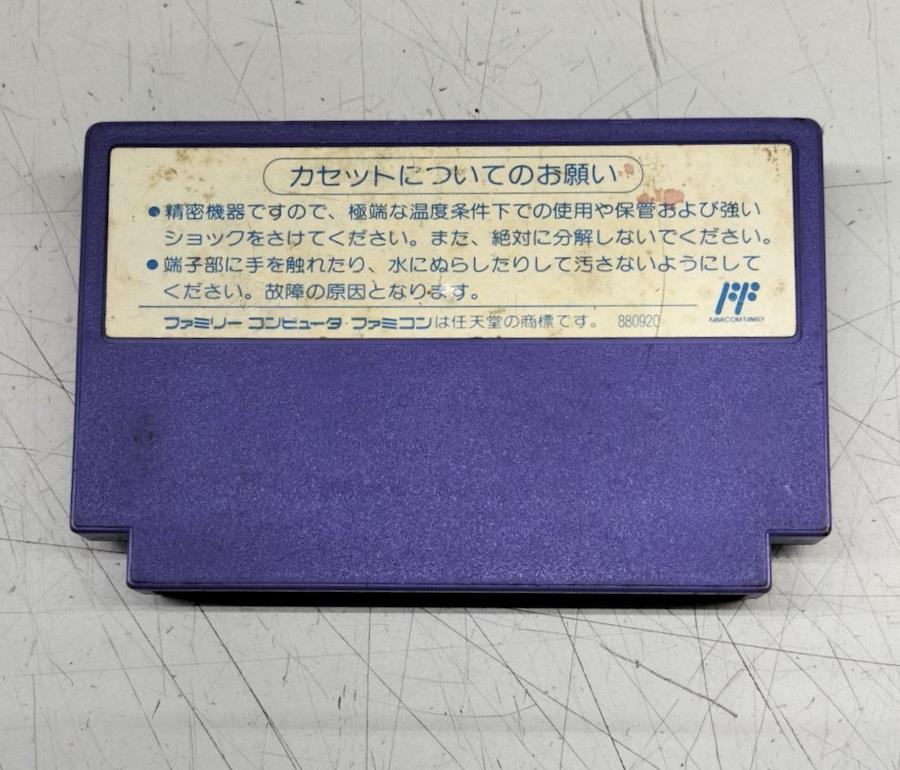 カセットについてのお願い
●精密機器ですので、極端な温度条件下での使用や保管および強い
ショックをさけてください。また、絶対に分解しないでください。
●端子部に手を触れたり、水にぬらしたりして汚さないようにして
ください。故障の原因となります。
FF
FAMICOM FAMILY
ファミリー コンピュータ・ファミコンは任天堂の商標です。 880920